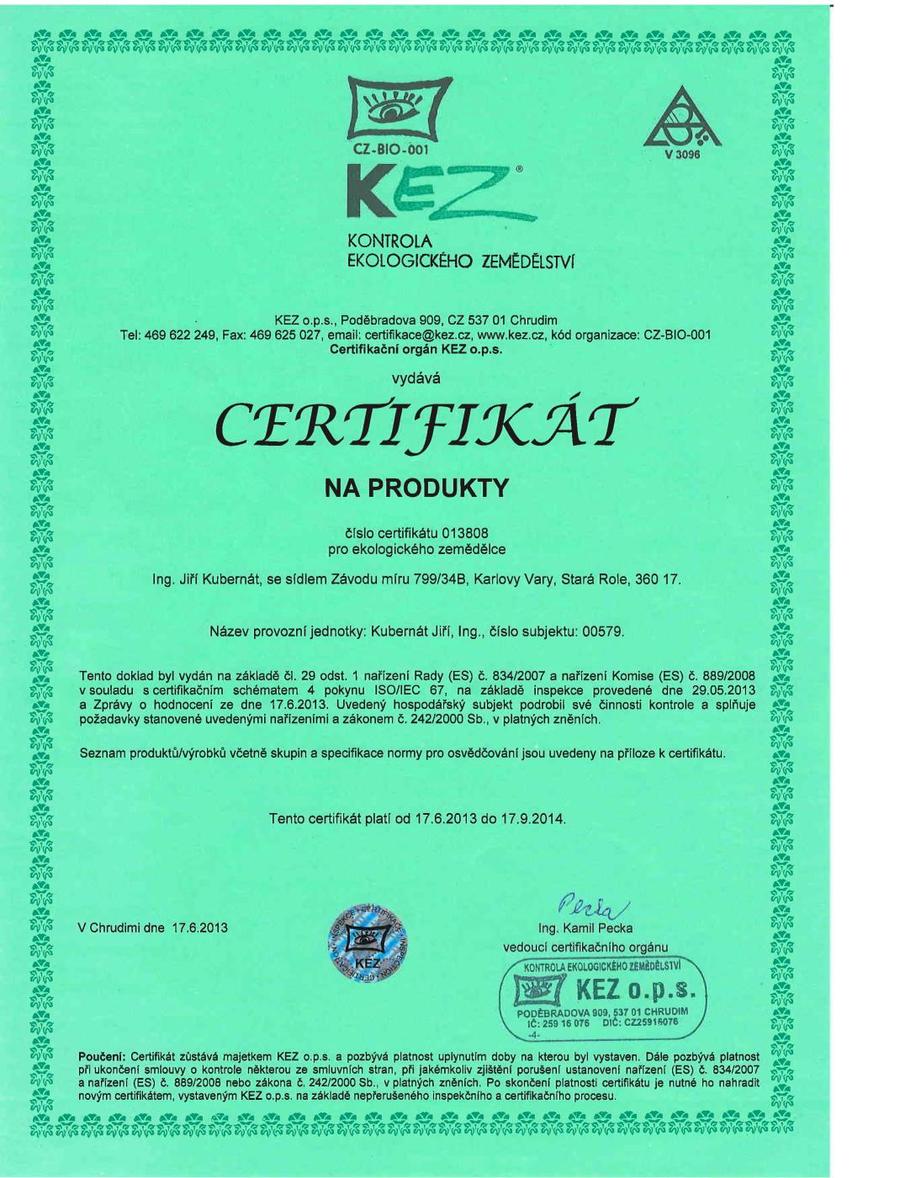 CZ-BIO-001
V 3096
KEZ®
KONTROLA
EKOLOGICKÉHO ZEMĚDĚLSTVÍ
KEZ o.p.s., Poděbradova 909, CZ 537 01 Chrudim
Tel: 469 622 249, Fax: 469 625 027, email: certifikace@kez.cz, www.kez.cz, kód organizace: CZ-BIO-001
Certifikační orgán KEZ o.p.s.
vydává
CERTIFIKÁT
NA PRODUKTY
číslo certifikátu 013808
pro ekologického zemědělce
Ing. Jiří Kubernát, se sídlem Závodu míru 799/34B, Karlovy Vary, Stará Role, 360 17.
Název provozní jednotky: Kubernát Jiří, Ing., číslo subjektu: 00579.
Tento doklad byl vydán na základě čl. 29 odst. 1 nařízení Rady (ES) č. 834/2007 a nařízení Komise (ES) č. 889/2008
v souladu s certifikačním schématem 4 pokynu ISO/IEC 67, na základě inspekce provedené dne 29.05.2013
a Zprávy o hodnocení ze dne 17.6.2013. Uvedený hospodářský subjekt podrobil své činnosti kontrole a splňuje
požadavky stanovené uvedenými nařízeními a zákonem č. 242/2000 Sb., v platných zněních.
Seznam produktů/výrobků včetně skupin a specifikace normy pro osvědčování jsou uvedeny na příloze k certifikátu.
Tento certifikát platí od 17.6.2013 do 17.9.2014.
V Chrudimi dne 17.6.2013
KEZ
Pecka
Ing. Kamil Pecka
vedoucí certifikačního orgánu
KONTROLA EKOLOGICKÉHO ZEMĚDĚLSTVÍ
KEZ o.p.s.
PODĚBRADOVA 909, 537 01 CHRUDIM
IČ: 259 16 076 DIČ: CZ25916076
-4-
Poučení: Certifikát zůstává majetkem KEZ o.p.s. a pozbývá platnost uplynutím doby na kterou byl vystaven. Dále pozbývá platnost
při ukončení smlouvy o kontrole některou ze smluvních stran, při jakémkoliv zjištění porušení ustanovení nařízení (ES) č. 834/2007
a nařízení (ES) č. 889/2008 nebo zákona č. 242/2000 Sb., v platných zněních. Po skončení platnosti certifikátu je nutné ho nahradit
novým certifikátem, vystaveným KEZ o.p.s. na základě nepřerušeného inspekčního a certifikačního procesu.